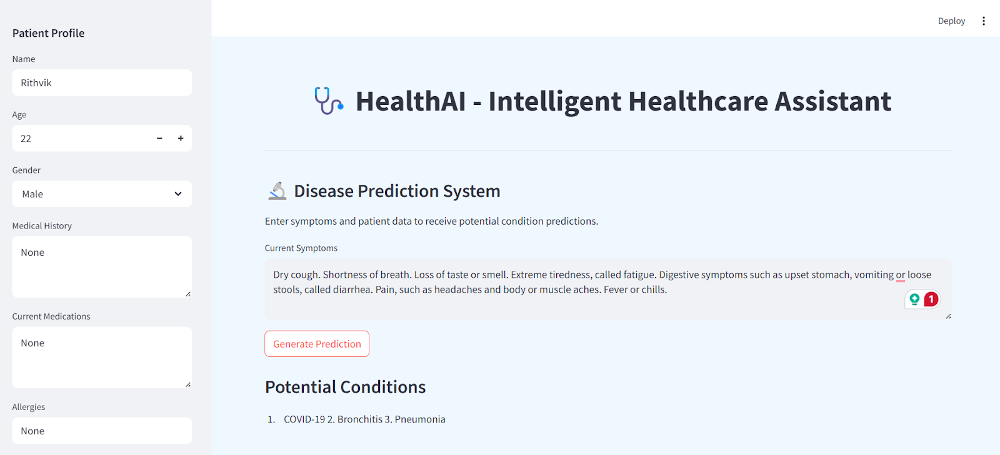 Patient Profile
Name
Rithvik
Age
22
Gender
Male
Medical History
None
Current Medications
None
Allergies
None
Deploy
HealthAI - Intelligent Healthcare Assistant
Disease Prediction System
Enter symptoms and patient data to receive potential condition predictions.
Current Symptoms
Dry cough. Shortness of breath. Loss of taste or smell. Extreme tiredness, called fatigue. Digestive symptoms such as upset stomach, vomiting or loose
stools, called diarrhea. Pain, such as headaches and body or muscle aches. Fever or chills.
1
Generate Prediction
Potential Conditions
1. COVID-19 2. Bronchitis 3. Pneumonia